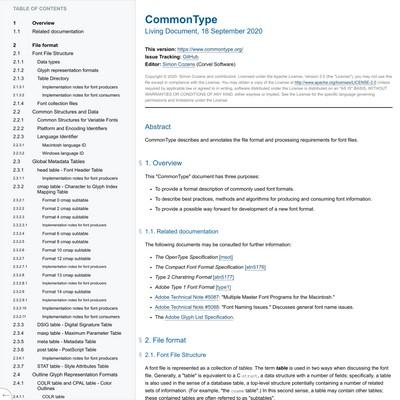 TABLE OF CONTENTS
1 Overview
1.1 Related documentation
2 File format
2.1 Font File Structure
2.1.1 Data types
2.1.2 Glyph representation formats
2.1.3 Table Directory
2.1.3.1 Implementation notes for font producers
2.1.3.2 Implementation notes for font consumers
2.1.4 Font collection files
2.2 Common Structures and Data
2.2.1 Common Structures for Variable Fonts
2.2.2 Platform and Encoding Identifiers
2.2.3 Language Identifier
2.2.3.1 Macintosh language ID
2.2.3.2 Windows language ID
2.3 Global Metadata Tables
2.3.1 head table - Font Header Table
2.3.1.1 Implementation notes for font producers
2.3.2 cmap table - Character to Glyph Index
Mapping Table
2.3.2.1 Format 0 cmap subtable
2.3.2.2 Format 2 cmap subtable
2.3.2.3 Format 4 cmap subtable
2.3.2.4 Format 6 cmap subtable
2.3.2.5 Format 8 cmap subtable
2.3.2.6 Format 10 cmap subtable
2.3.2.7 Format 12 cmap subtable
Implementation notes for font producers
2.3.2.8 Format 13 cmap subtable
Implementation notes for font producers
2.3.2.9 Format 14 cmap subtable
Implementation notes for font producers
2.3.2.10 Implementation notes for font producers
2.3.2.11 Implementation notes for font consumers
2.3.3 DSIG table - Digital Signature Table
2.3.4 maxp table - Maximum Parameter Table
2.3.5 meta table - Metadata Table
2.3.6 post table - PostScript Table
2.3.6.1 Implementation notes for font producers
2.3.7 STAT table - Style Attributes Table
2.4 Outline Glyph Representation Formats
2.4.1 COLR table and CPAL table - Color
Outlines
2.4.1.1 COLR table
CommonType
Living Document, 18 September 2020
This version: https://www.commontype.org/
Issue Tracking: GitHub
Editor: Simon Cozens (Corvel Software)
Copyright © 2020 Simon Cozens and contributors. Licensed under the Apache License, Version 2.0 (the "License"); you may not use this
file except in compliance with the License. You may obtain a copy of the License at http://www.apache.org/licenses/LICENSE-2.0 Unless
required by applicable law or agreed to in writing, software distributed under the License is distributed on an "AS IS" BASIS, WITHOUT
WARRANTIES OR CONDITIONS OF ANY KIND, either express or implied. See the License for the specific language governing
permissions and limitations under the License.
Abstract
CommonType describes and annotates the file format and processing requirements for font files.
§ 1. Overview
This "CommonType" document has three purposes:
• To provide a formal description of commonly used font formats.
• To describe best practices, methods and algorithms for producing and consuming font information.
• To provide a possible way forward for development of a new font format.
§ 1.1. Related documentation
The following documents may be consulted for further information:
• The OpenType Specification [msot]
• The Compact Font Specification [atn5176]
• Type 2 Charstring Format [atn5177]
• Adobe Type 1 Font Format [type1]
• Adobe Technical Note #5087: "Multiple Master Font Programs for the Macintosh."
• Adobe Technical Note #5088: "Font Naming Issues." Discusses general font name issues.
• The Adobe Glyph List Specification.
§ 2. File format
§ 2.1. Font File Structure
A font file is represented as a collection of tables. The term table is used in two ways when discussing the font
file. Generally, a "table" is equivalent to a C struct, a data structure with a number of fields; specifically, a table
is also used in the sense of a database table, a top-level structure potentially containing a number of related
sets of information. (For example, "the cmap table".) In this second sense, a table may contain other tables;
these contained tables are often referred to as "subtables".